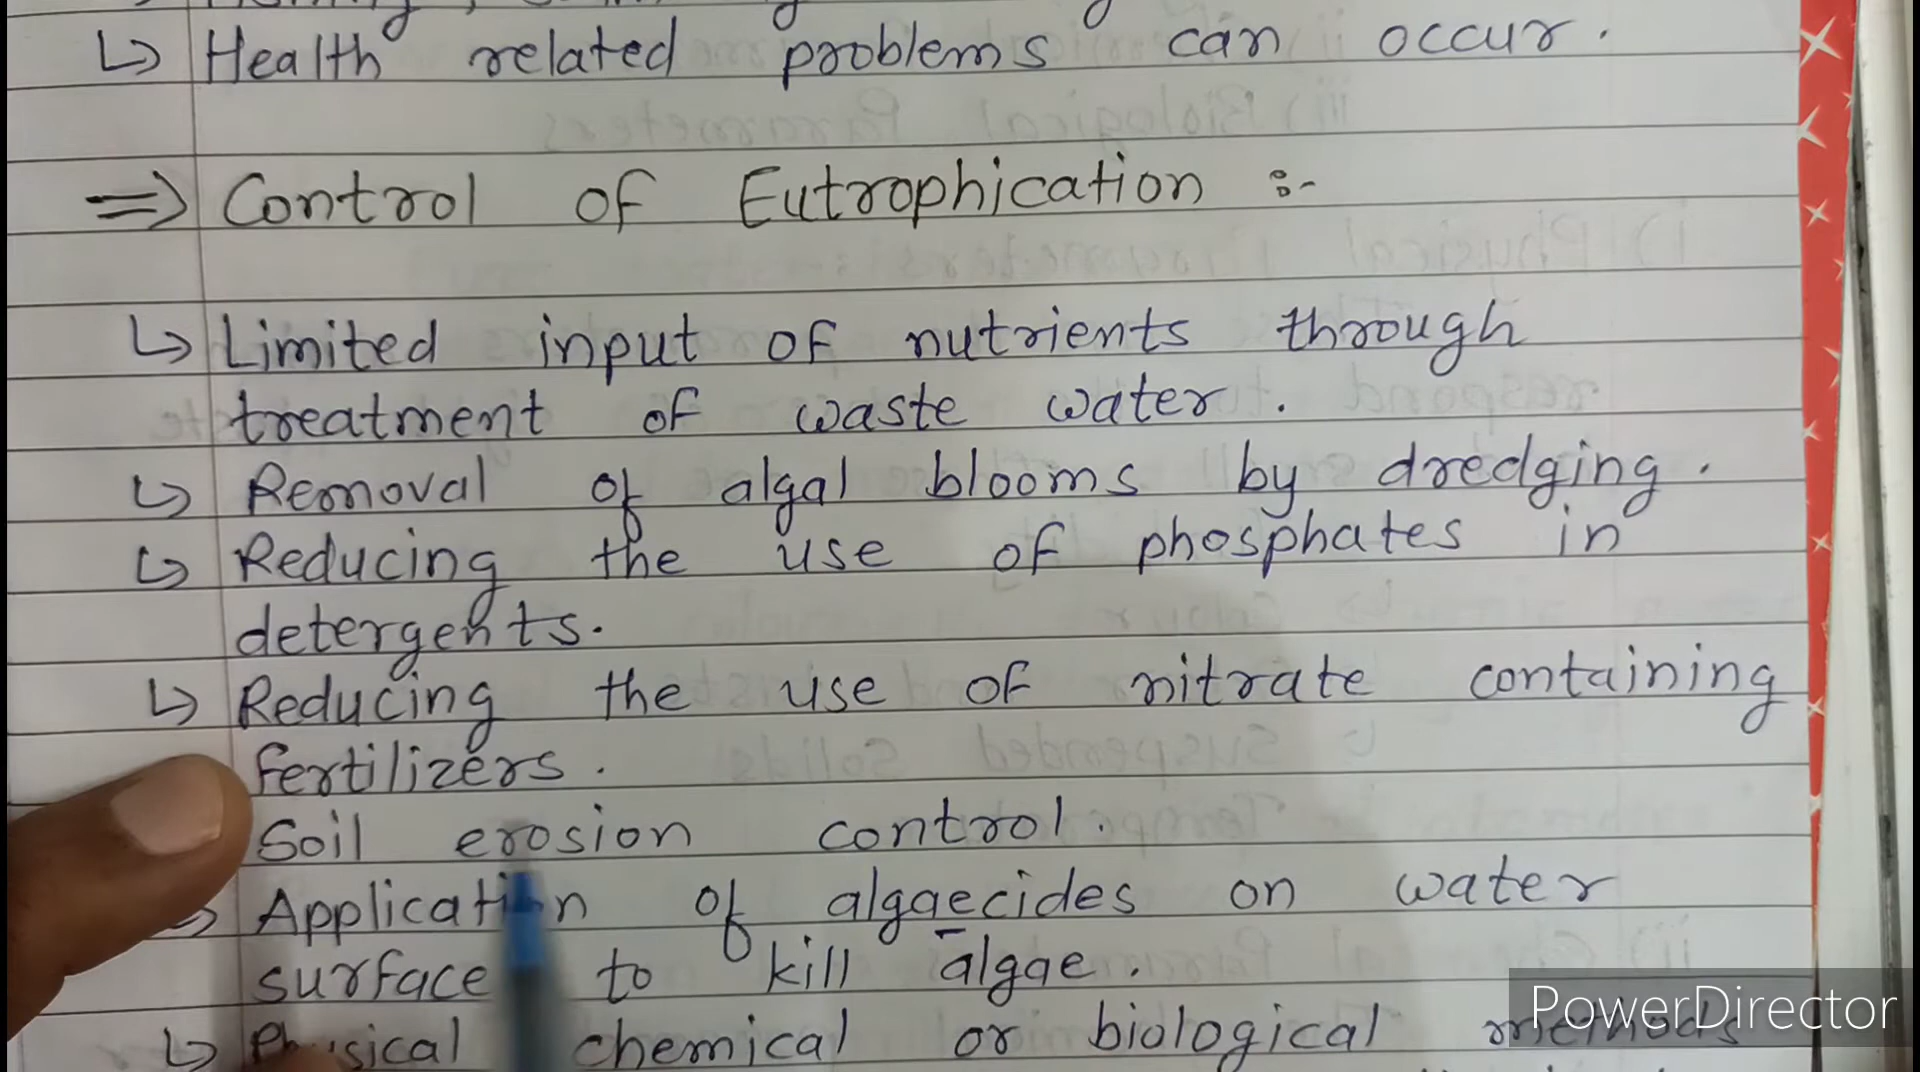 ↳ Health related problems can occur.
⇒ Control of Eutrophication :-
↳ Limited input of nutrients through
treatment of waste water.
↳ Removal of algal blooms by dredging.
↳ Reducing the use of phosphates in
detergents.
↳ Reducing the use of nitrate containing
fertilizers.
Soil erosion control.
Application of algaecides on water
surface to kill algae.
↳ Physical chemical or biological methods
PowerDirector